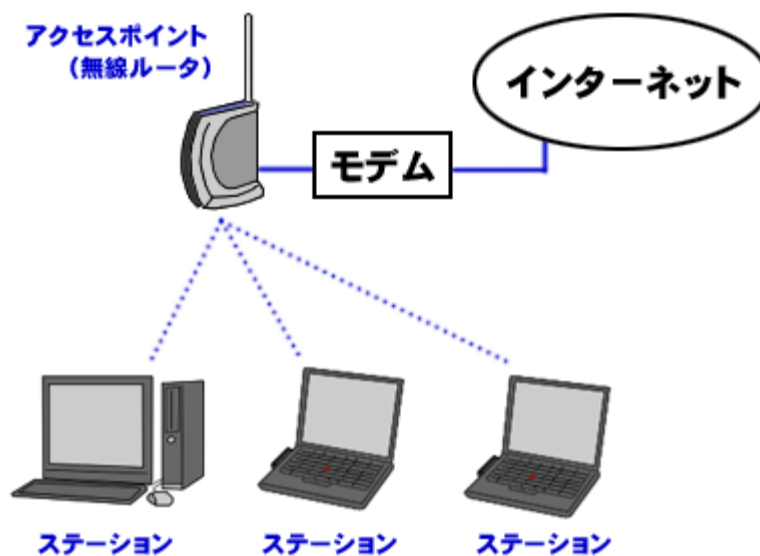 アクセスポイント
（無線ルータ）
インターネット
モデム
ステーション
ステーション
ステーション